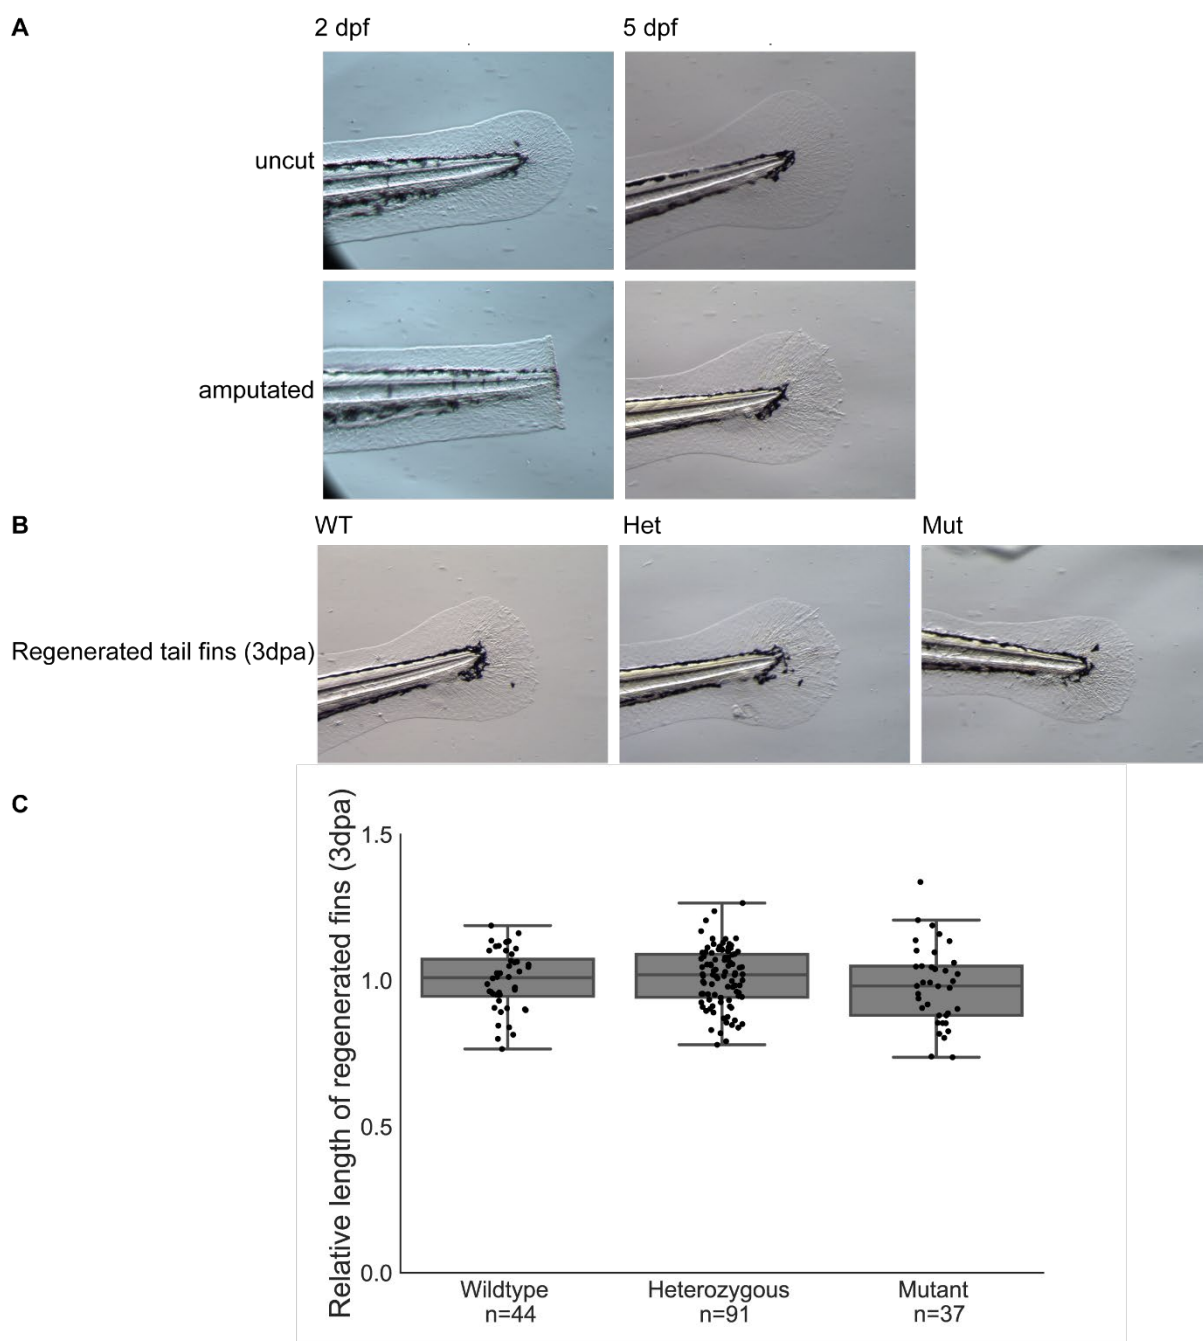 A
2 dpf
5 dpf
uncut
amputated
B
WT
Het
Mut
Regenerated tail fins (3dpa)
C
Relative length of regenerated fins (3dpa)
1.5
1.0
0.5
0.0
Wildtype
n=44
Heterozygous
n=91
Mutant
n=37